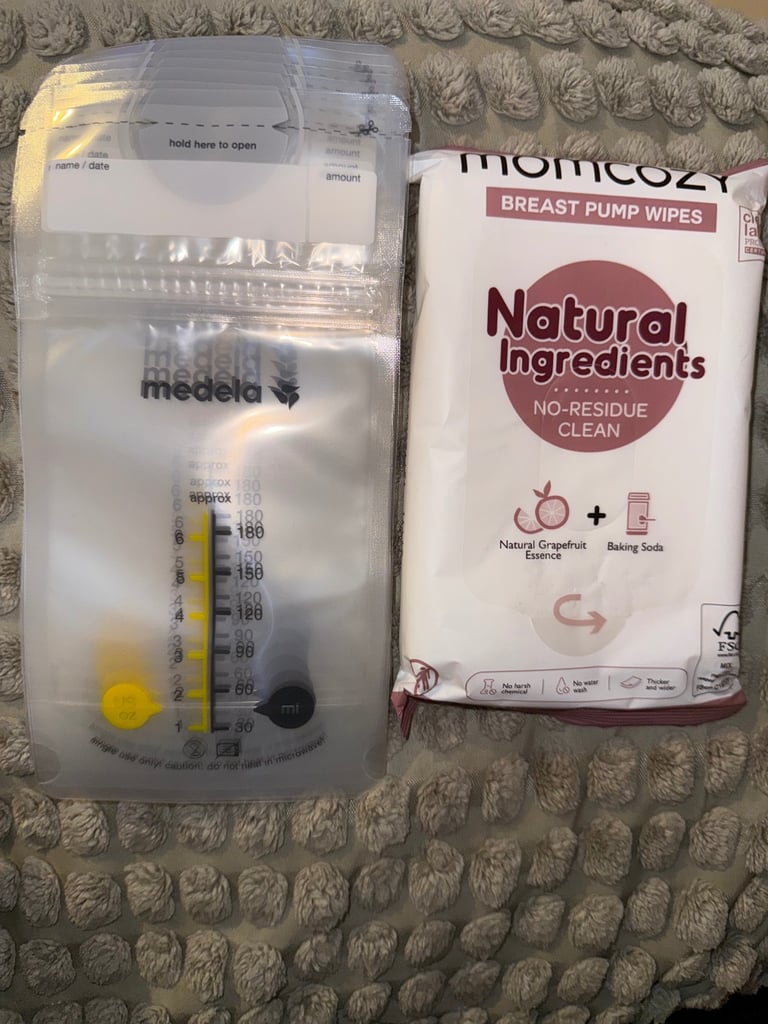 hold here to open
name / date
amount
medela
approx
6 180
5 150
4 120
3 90
2 60
1 30
oz
ml
single use only! caution: do not heat in microwave!
momcozy
BREAST PUMP WIPES
Natural
Ingredients
NO-RESIDUE
CLEAN
+
Natural Grapefruit
Essence
Baking Soda
No harsh
chemical
No water
wash
Thicker
and wider
FSC